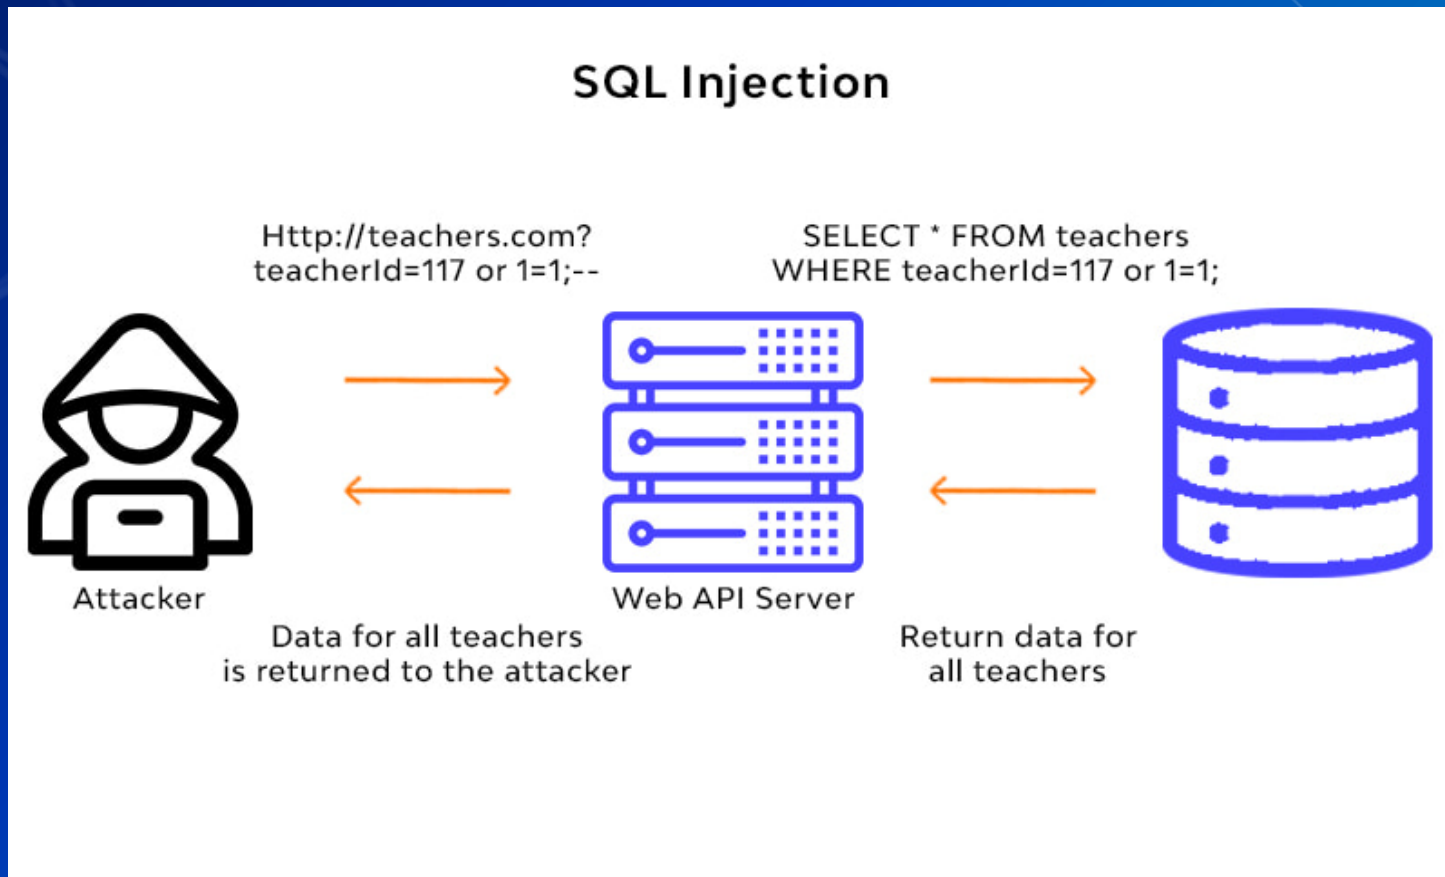 SQL Injection
Http://teachers.com?
teacherId=117 or 1=1;--
SELECT * FROM teachers
WHERE teacherId=117 or 1=1;
Attacker
Web API Server
Data for all teachers
is returned to the attacker
Return data for
all teachers